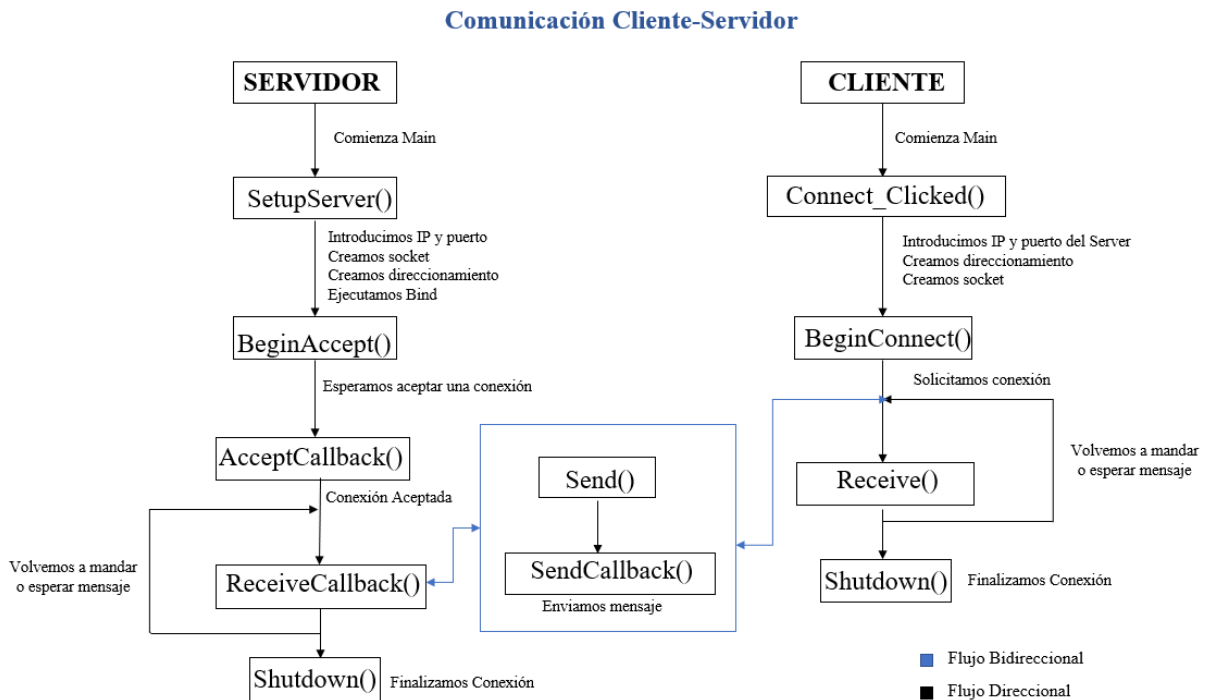 Comunicación Cliente-Servidor
SERVIDOR
Comienza Main
SetupServer()
Introducimos IP y puerto
Creamos socket
Creamos direccionamiento
Ejecutamos Bind
BeginAccept()
Esperamos aceptar una conexión
AcceptCallback()
Conexión Aceptada
Volvemos a mandar
o esperar mensaje
ReceiveCallback()
Shutdown()
Finalizamos Conexión
Send()
SendCallback()
Enviamos mensaje
CLIENTE
Comienza Main
Connect_Clicked()
Introducimos IP y puerto del Server
Creamos direccionamiento
Creamos socket
BeginConnect()
Solicitamos conexión
Volvemos a mandar
o esperar mensaje
Receive()
Shutdown()
Finalizamos Conexión
Flujo Bidireccional
Flujo Direccional